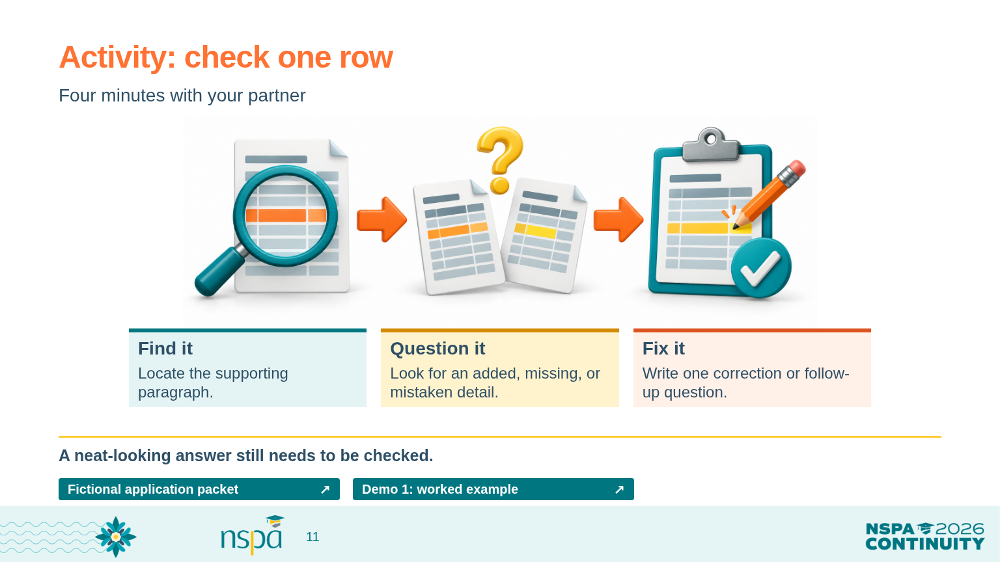 Activity: check one row
Four minutes with your partner
Find it
Locate the supporting
paragraph.
Question it
Look for an added, missing, or
mistaken detail.
Fix it
Write one correction or follow-
up question.
A neat-looking answer still needs to be checked.
Fictional application packet ↗
Demo 1: worked example ↗
nspa
11
NSPA 2026
CONTINUITY